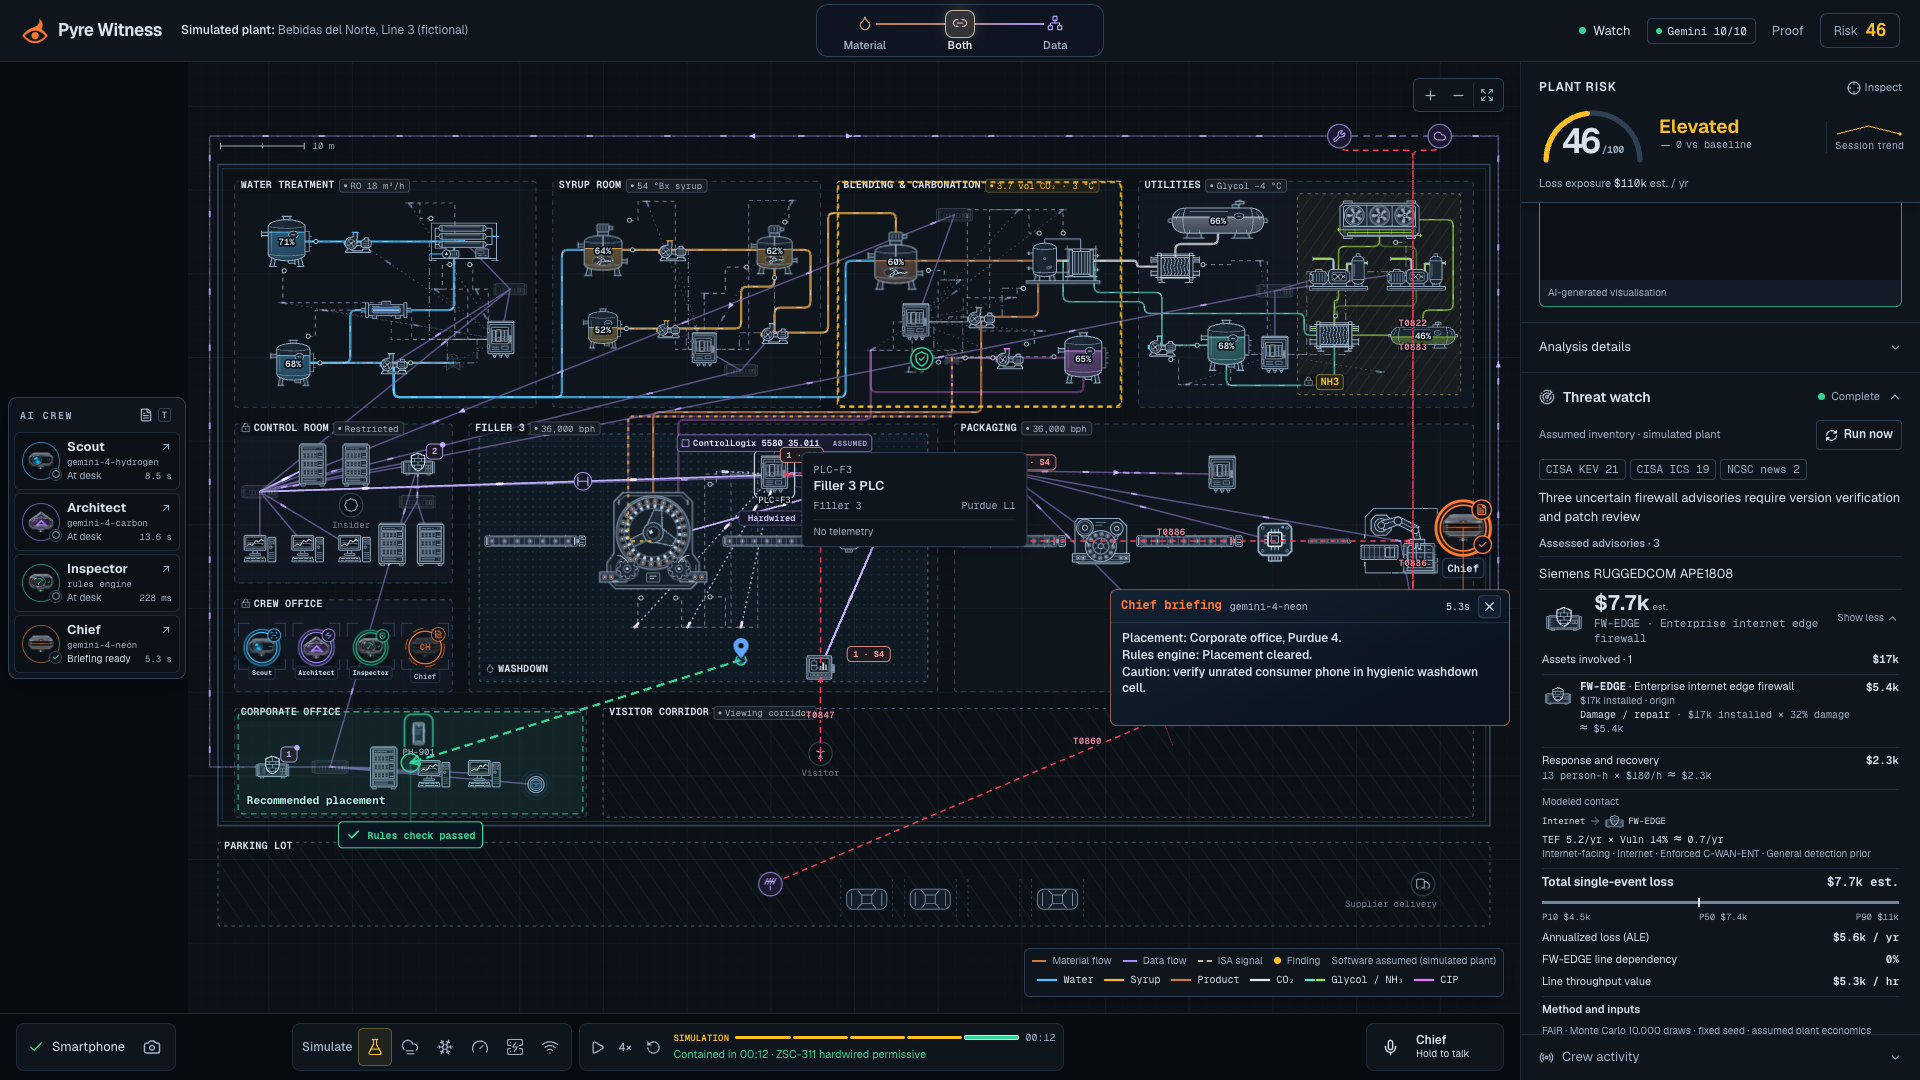 Pyre Witness
Simulated plant: Bebidas del Norte, Line 3 (fictional)
Material
Both
Data
Watch
Gemini 10/10
Proof
Risk 46
10 m
WATER TREATMENT
RO 18 m³/h
71%
68%
SYRUP ROOM
54 °Bx syrup
64%
62%
52%
BLENDING & CARBONATION
3.7 vol CO₂ · 3 °C
60%
65%
UTILITIES
Glycol −4 °C
66%
68%
T0822
46%
T0883
NH3
AI CREW
T
Scout
gemini-4-hydrogen
At desk
8.5 s
Architect
gemini-4-carbon
At desk
13.6 s
Inspector
rules engine
At desk
228 ms
Chief
gemini-4-neon
Briefing ready
5.3 s
CONTROL ROOM
Restricted
2
Insider
FILLER 3
36,000 bph
ControlLogix 5580 35.011 ASSUMED
1 ·
PLC-F3
Hardwired
WASHDOWN
1 · S4
PLC-F3
Filler 3 PLC
Filler 3
Purdue L1
No telemetry
PACKAGING
36,000 bph
· S4
T0886
T0886
Chief
CREW OFFICE
Scout
Architect
Inspector
CH
Chief
CORPORATE OFFICE
1
PH-901
Recommended placement
Rules check passed
VISITOR CORRIDOR
Viewing corridor
T0847
Visitor
T0860
PARKING LOT
Supplier delivery
Chief briefing gemini-4-neon
5.3s
Placement: Corporate office, Purdue 4.
Rules engine: Placement cleared.
Caution: verify unrated consumer phone in hygienic washdown
cell.
Material flow
Data flow
ISA signal
Finding
Software assumed (simulated plant)
Water
Syrup
Product
CO₂
Glycol / NH₃
CIP
Smartphone
Simulate
4×
SIMULATION
00:12
Contained in 00:12 · ZSC-311 hardwired permissive
Chief
Hold to talk
PLANT RISK
Inspect
46/100
Elevated
— 0 vs baseline
Session trend
Loss exposure $110k est. / yr
AI-generated visualisation
Analysis details
Threat watch
Complete
Assumed inventory · simulated plant
Run now
CISA KEV 21
CISA ICS 19
NCSC news 2
Three uncertain firewall advisories require version verification
and patch review
Assessed advisories · 3
Siemens RUGGEDCOM APE1808
$7.7k est.
FW-EDGE · Enterprise internet edge
firewall
Show less
Assets involved · 1
$17k
FW-EDGE · Enterprise internet edge firewall
$5.4k
$17k installed · origin
Damage / repair · $17k installed × 32% damage
≈ $5.4k
Response and recovery
$2.3k
13 person-h × $180/h ≈ $2.3k
Modeled contact
Internet → FW-EDGE
TEF 5.2/yr × Vuln 14% ≈ 0.7/yr
Internet-facing · Internet · Enforced C-WAN-ENT · General detection prior
Total single-event loss
$7.7k est.
P10 $4.5k
P50 $7.4k
P90 $11k
Annualized loss (ALE)
$5.6k / yr
FW-EDGE line dependency
0%
Line throughput value
$5.3k / hr
Method and inputs
FAIR · Monte Carlo 10,000 draws · fixed seed · assumed plant economics
Crew activity